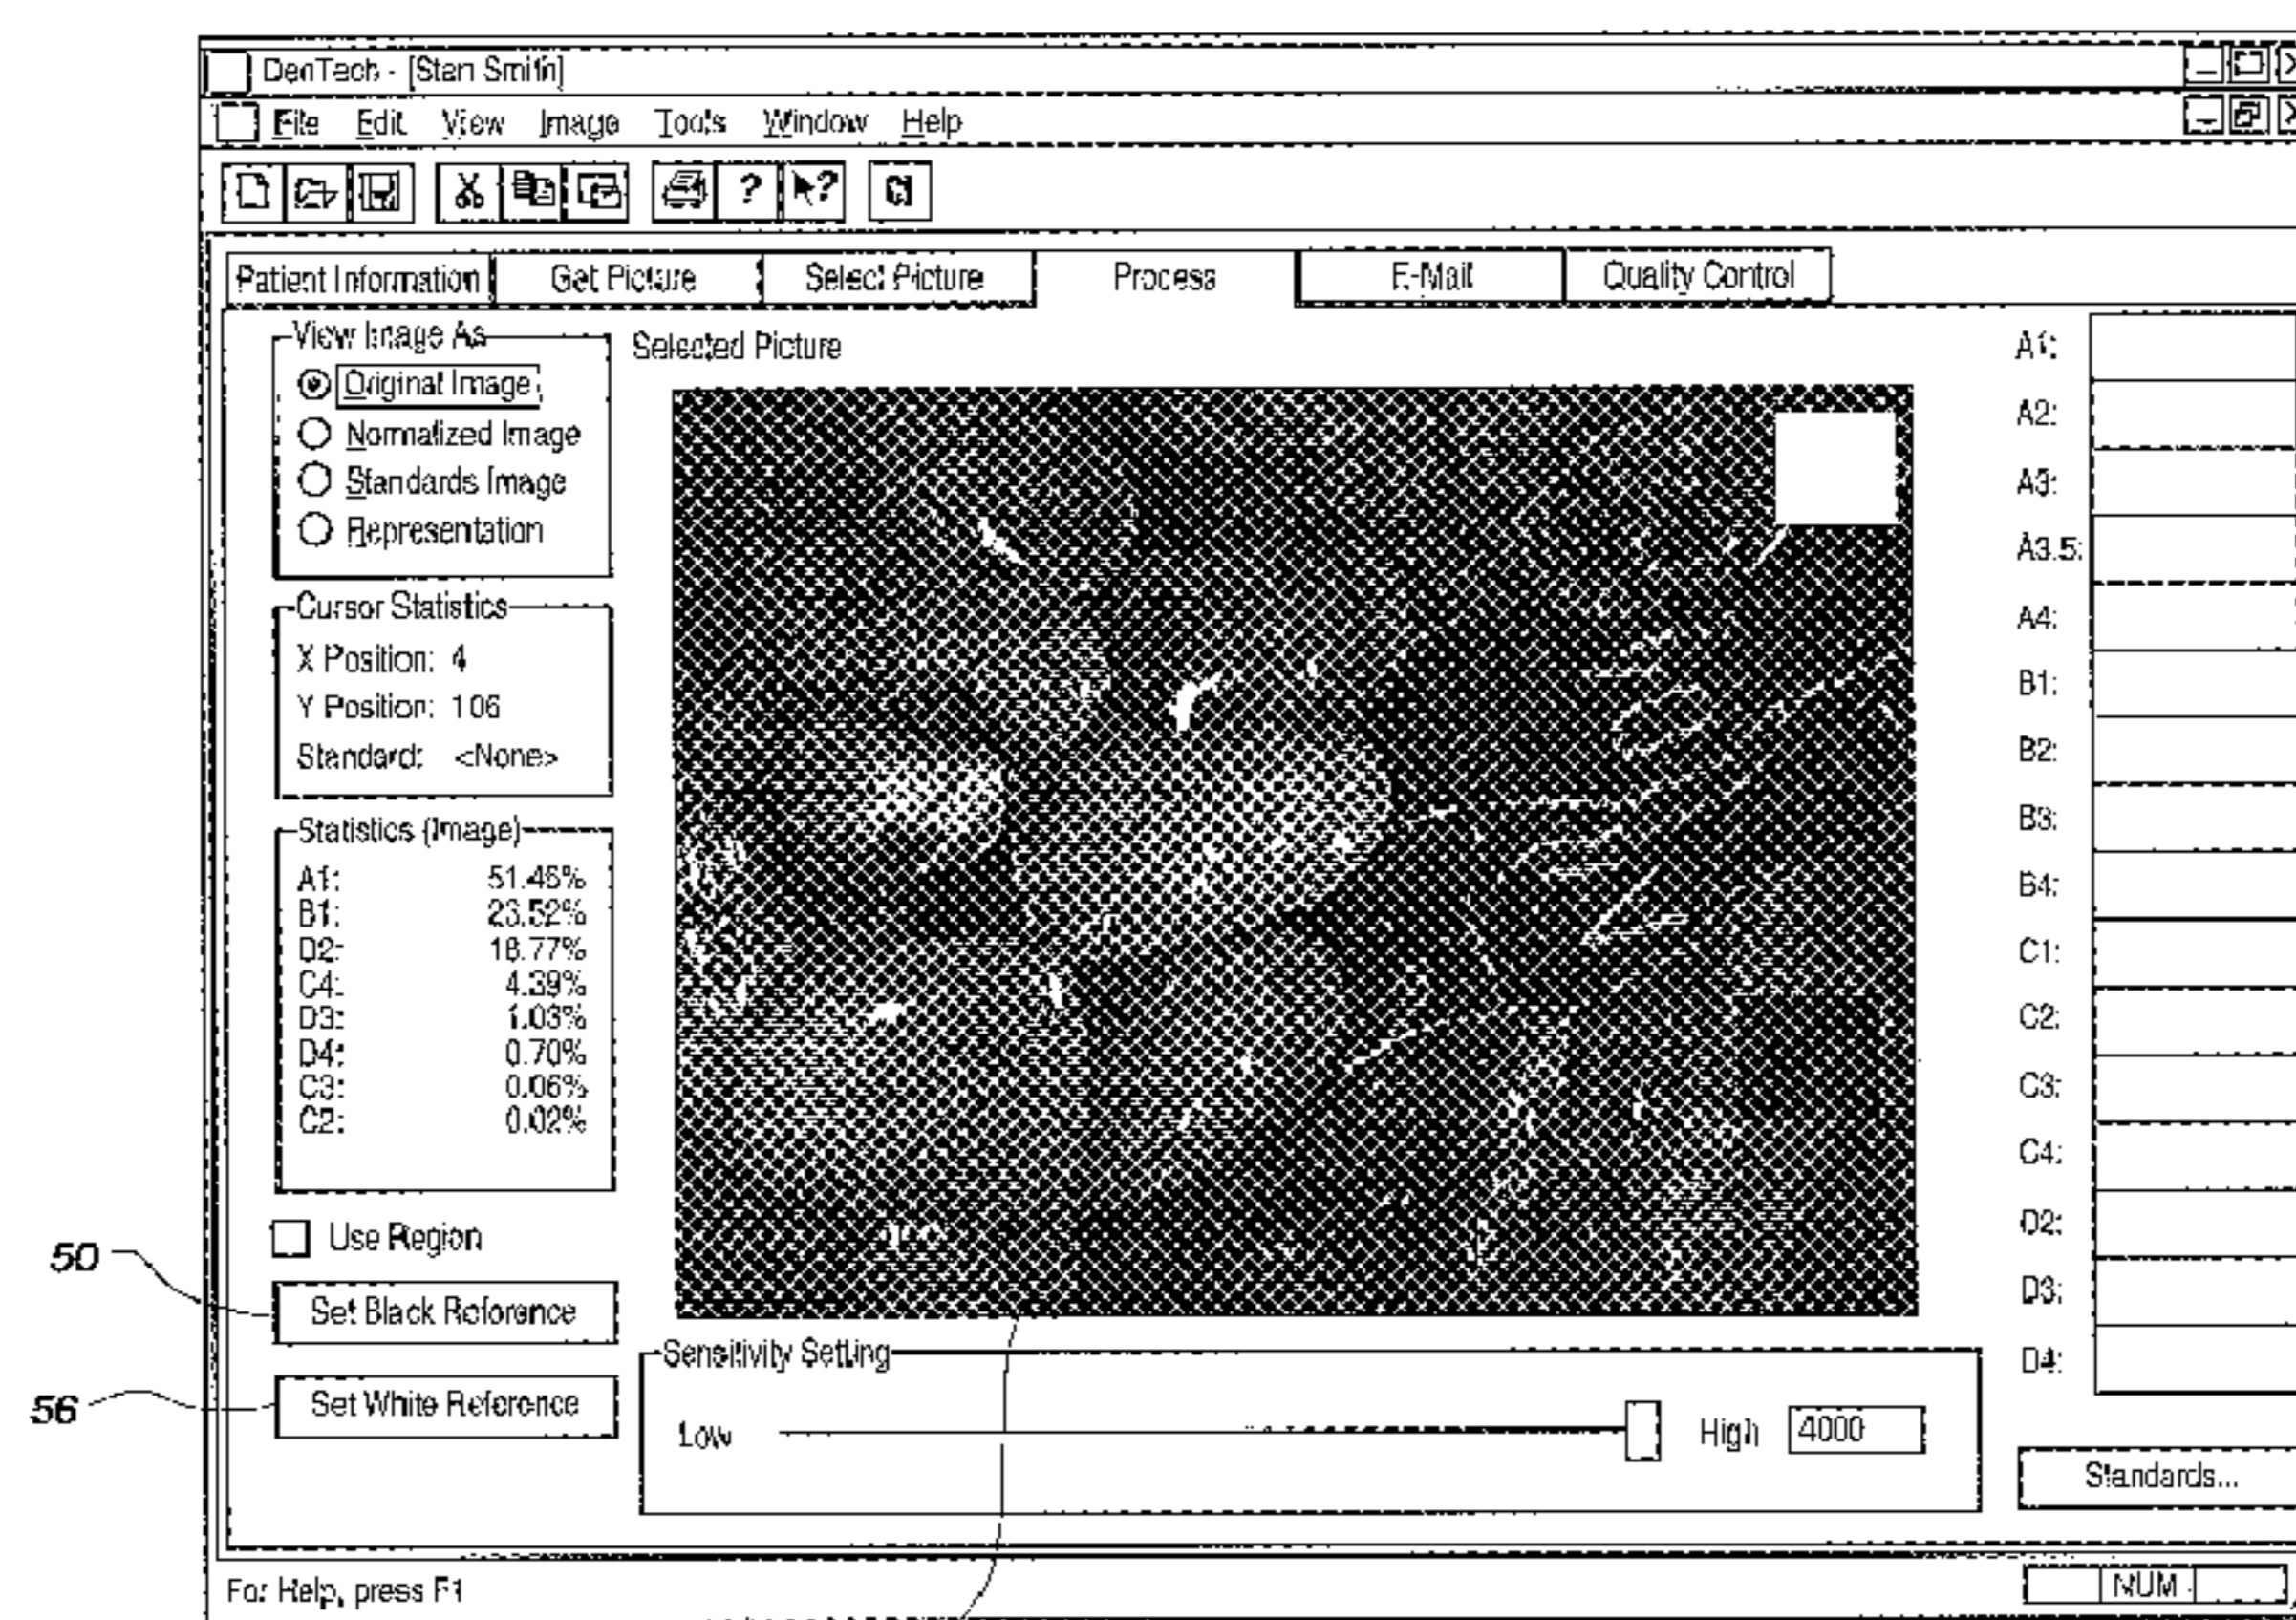 DenTech - [Stan Smith]
File Edit View Image Tools Window Help
? ?
Patient Information Get Picture Select Picture Process E-Mail Quality Control
View Image As
Original Image
Normalized Image
Standards Image
Representation
Cursor Statistics
X Position: 4
Y Position: 106
Standard: <None>
Statistics (Image)
A1: 51.48%
B1: 23.52%
D2: 18.77%
C4: 4.39%
D3: 1.03%
D4: 0.70%
C3: 0.06%
C2: 0.02%
Use Region
50
Set Black Reference
56
Set White Reference
Selected Picture
Sensitivity Setting
Low High 4000
A1:
A2:
A3:
A3.5:
A4:
B1:
B2:
B3:
B4:
C1:
C2:
C3:
C4:
D2:
D3:
D4:
Standards...
For Help, press F1
NUM